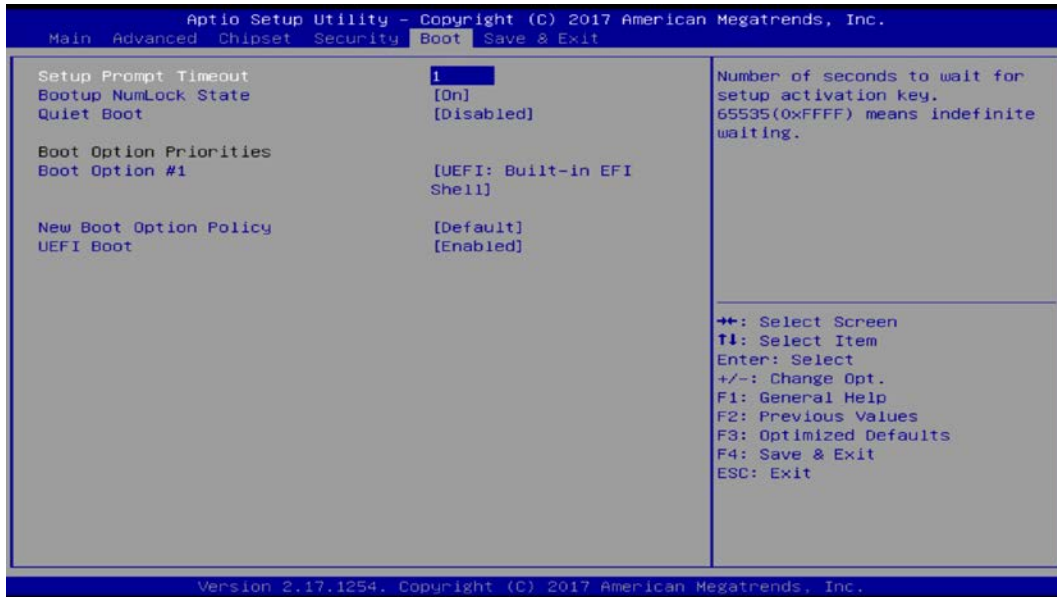 Aptio Setup Utility – Copyright (C) 2017 American Megatrends, Inc.
Main Advanced Chipset Security Boot Save & Exit
Setup Prompt Timeout 1
Bootup NumLock State [On]
Quiet Boot [Disabled]
Boot Option Priorities
Boot Option #1 [UEFI: Built-in EFI
Shell]
New Boot Option Policy [Default]
UEFI Boot [Enabled]
Number of seconds to wait for
setup activation key.
65535(0xFFFF) means indefinite
waiting.
→←: Select Screen
↑↓: Select Item
Enter: Select
+/-: Change Opt.
F1: General Help
F2: Previous Values
F3: Optimized Defaults
F4: Save & Exit
ESC: Exit
Version 2.17.1254. Copyright (C) 2017 American Megatrends, Inc.